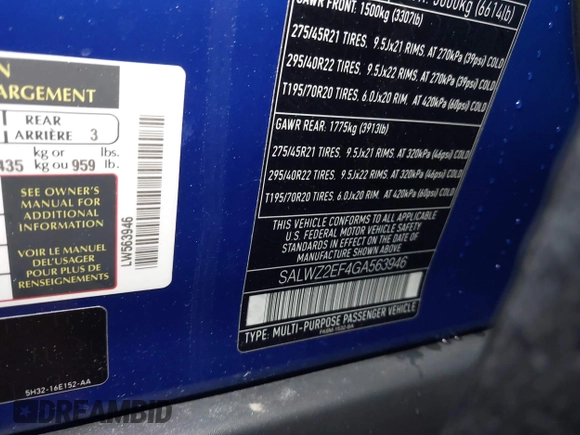 N
ARGEMENT
REAR
ARRIÈRE 3
kg or lbs.
435 kg ou 959 lb.
SEE OWNER'S
MANUAL FOR
ADDITIONAL
INFORMATION
VOIR LE MANUEL
DEL'USAGER
POUR PLUS DE
RENSEIGNEMENTS
LW563946
5H32-16E152-AA
3000kg (6614lb)
GAWR FRONT: 1500kg (3307lb)
275/45R21 TIRES, 9.5Jx21 RIMS, AT 270kPa (39psi) COLD
295/40R22 TIRES, 9.5Jx22 RIMS, AT 270kPa (39psi) COLD
T195/70R20 TIRES, 6.0Jx20 RIM, AT 420kPa (60psi) COLD
GAWR REAR: 1775kg (3913lb)
275/45R21 TIRES, 9.5Jx21 RIMS, AT 320kPa (46psi) COLD
295/40R22 TIRES, 9.5Jx22 RIMS, AT 320kPa (46psi) COLD
T195/70R20 TIRES, 6.0Jx20 RIM, AT 420kPa (60psi) COLD
THIS VEHICLE CONFORMS TO ALL APPLICABLE
U.S. FEDERAL MOTOR VEHICLE SAFETY
AND THEFT PREVENTION STANDARDS
IN EFFECT ON THE DATE OF MANUFACTURE
SHOWN ABOVE.
SALWZ2EF4GA563946
TYPE: MULTI-PURPOSE PASSENGER VEHICLE
DREAMBID